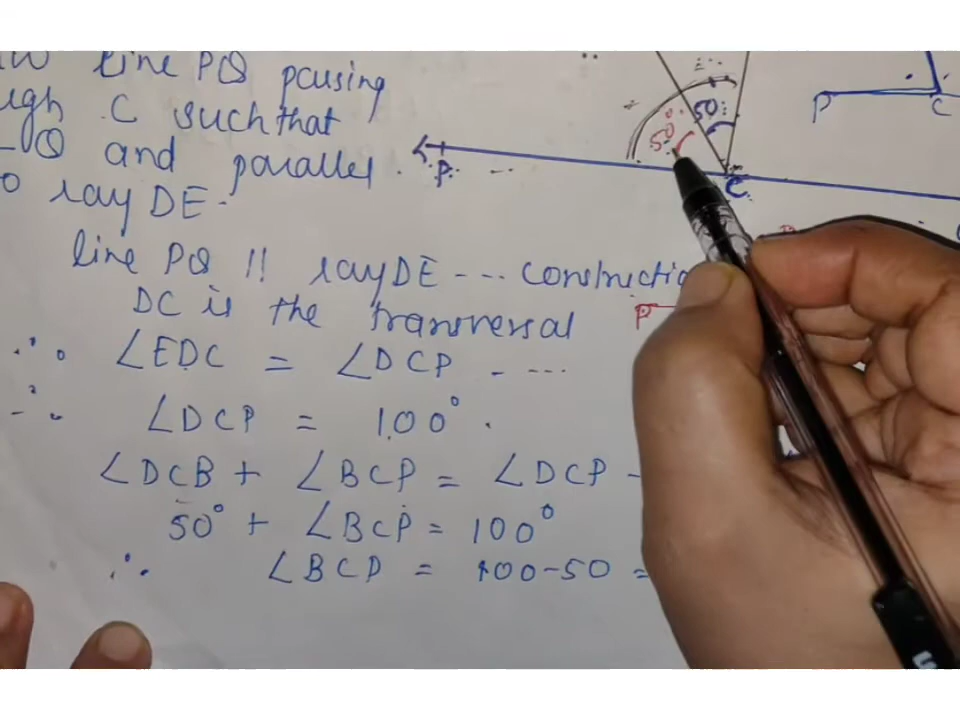 line PQ pausing
C such that
Q and parallel
ray DE -
line PQ || ray DE --- constructio
DC is the transversal
∴ ∠EDC = ∠DCP - ---
∴ ∠DCP = 100° .
∠DCB + ∠BCP = ∠DCP -
50° + ∠BCP = 100°
∴ ∠BCP = 100-50 =
50°
50
P
C
P
C
P